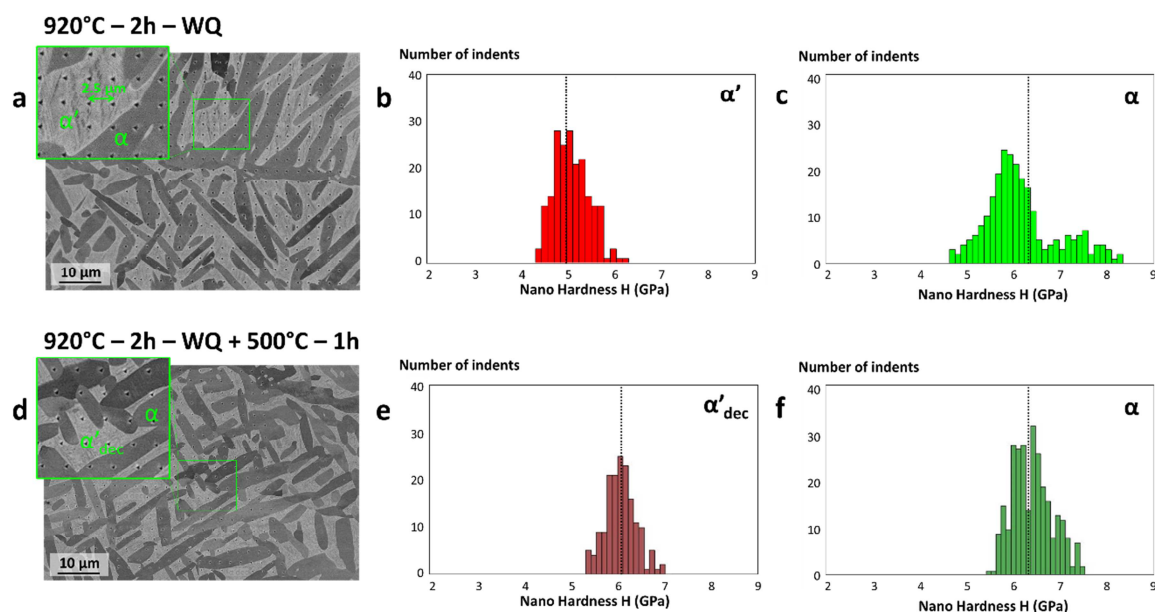 920°C – 2h – WQ
a
2.5 µm
α'
α
10 µm
b
Number of indents
α'
40
30
20
10
0
2 3 4 5 6 7 8 9
Nano Hardness H (GPa)
c
Number of indents
α
40
30
20
10
0
2 3 4 5 6 7 8 9
Nano Hardness H (GPa)
920°C – 2h – WQ + 500°C – 1h
d
α
α'dec
10 µm
e
Number of indents
α'dec
40
30
20
10
0
2 3 4 5 6 7 8 9
Nano Hardness H (GPa)
f
Number of indents
α
40
30
20
10
0
2 3 4 5 6 7 8 9
Nano Hardness H (GPa)